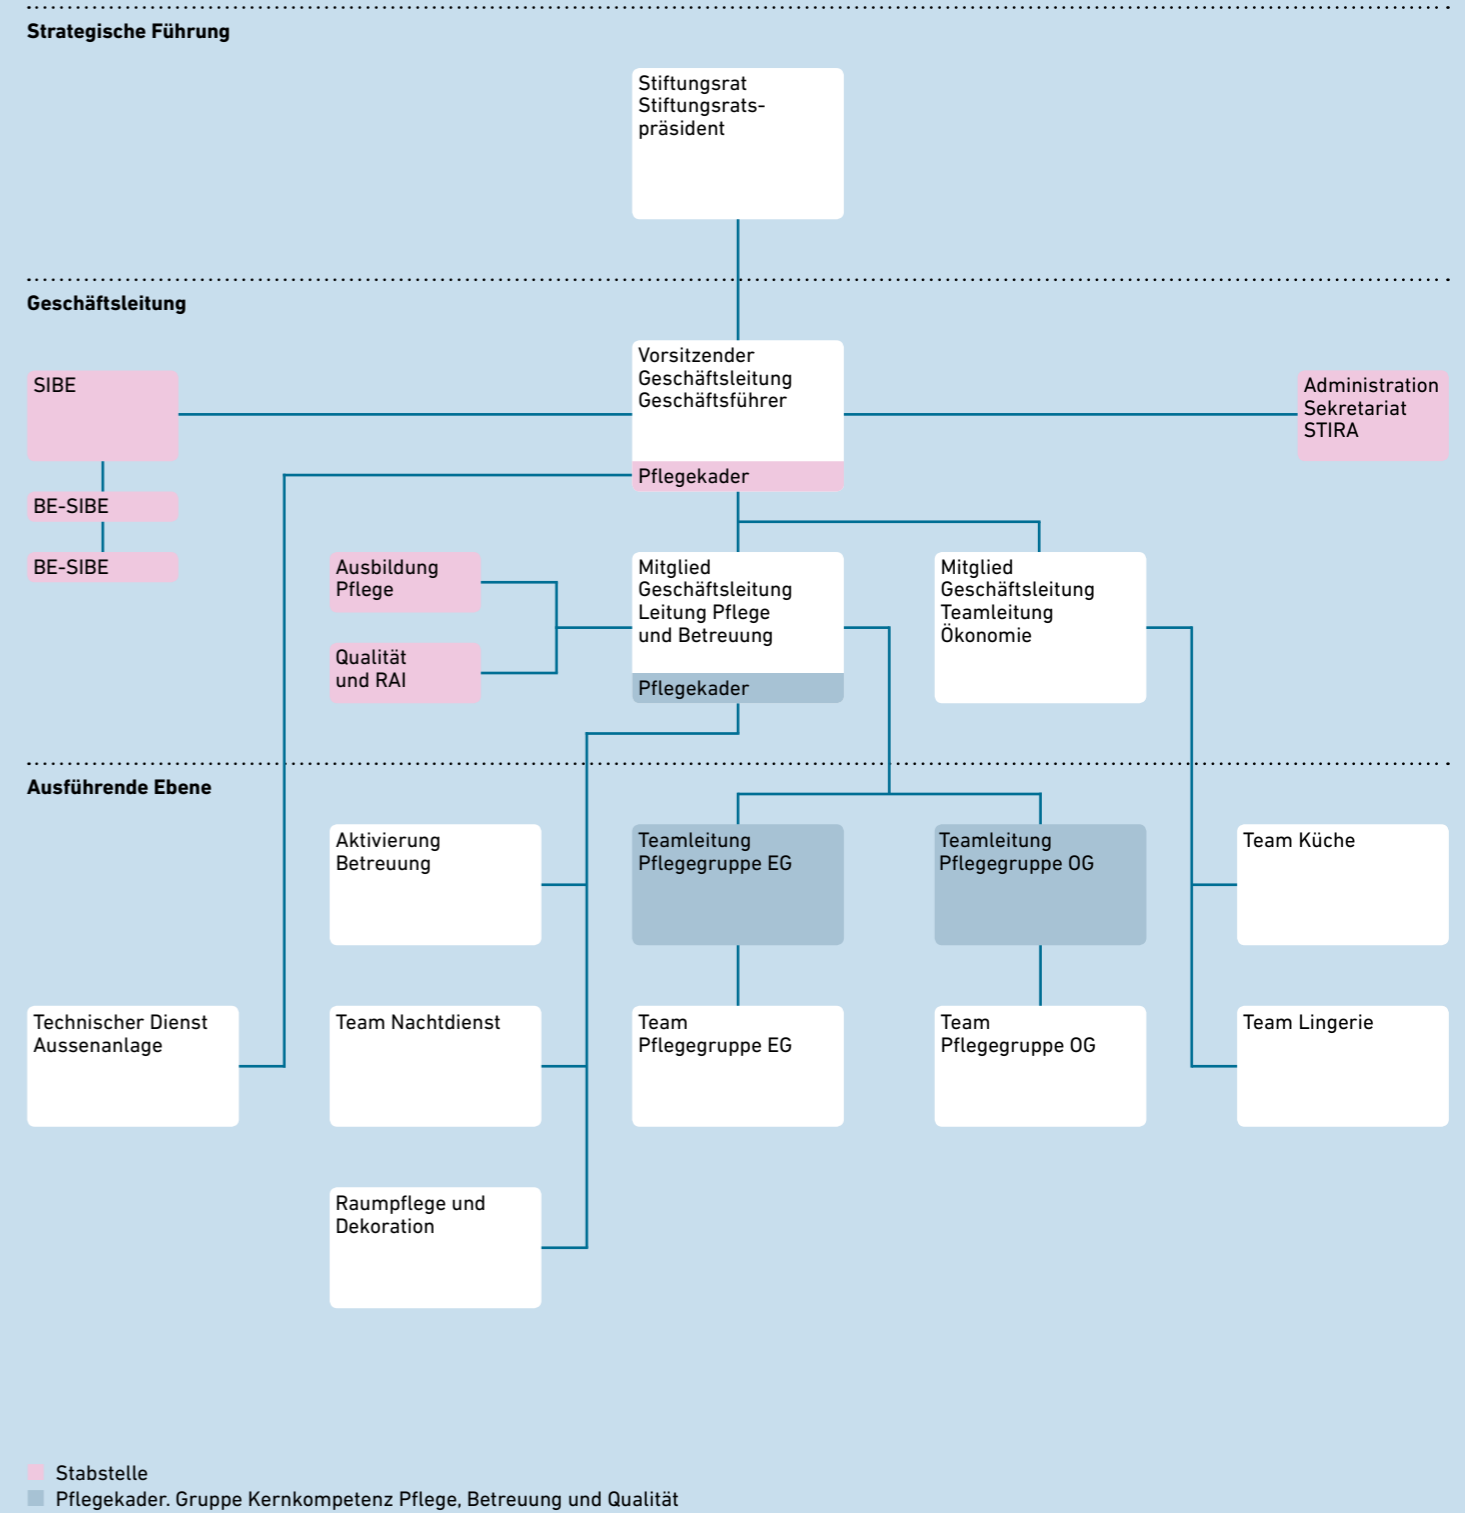 Strategische Führung
Stiftungsrat
Stiftungsrats-
präsident
Geschäftsleitung
Vorsitzender
Geschäftsleitung
Geschäftsführer
Pflegekader
SIBE
BE-SIBE
BE-SIBE
Administration
Sekretariat
STIRA
Ausbildung
Pflege
Qualität
und RAI
Mitglied
Geschäftsleitung
Leitung Pflege
und Betreuung
Pflegekader
Mitglied
Geschäftsleitung
Teamleitung
Ökonomie
Ausführende Ebene
Aktivierung
Betreuung
Teamleitung
Pflegegruppe EG
Teamleitung
Pflegegruppe OG
Team Küche
Technischer Dienst
Aussenanlage
Team Nachtdienst
Team
Pflegegruppe EG
Team
Pflegegruppe OG
Team Lingerie
Raumpflege und
Dekoration
Stabstelle
Pflegekader. Gruppe Kernkompetenz Pflege, Betreuung und Qualität